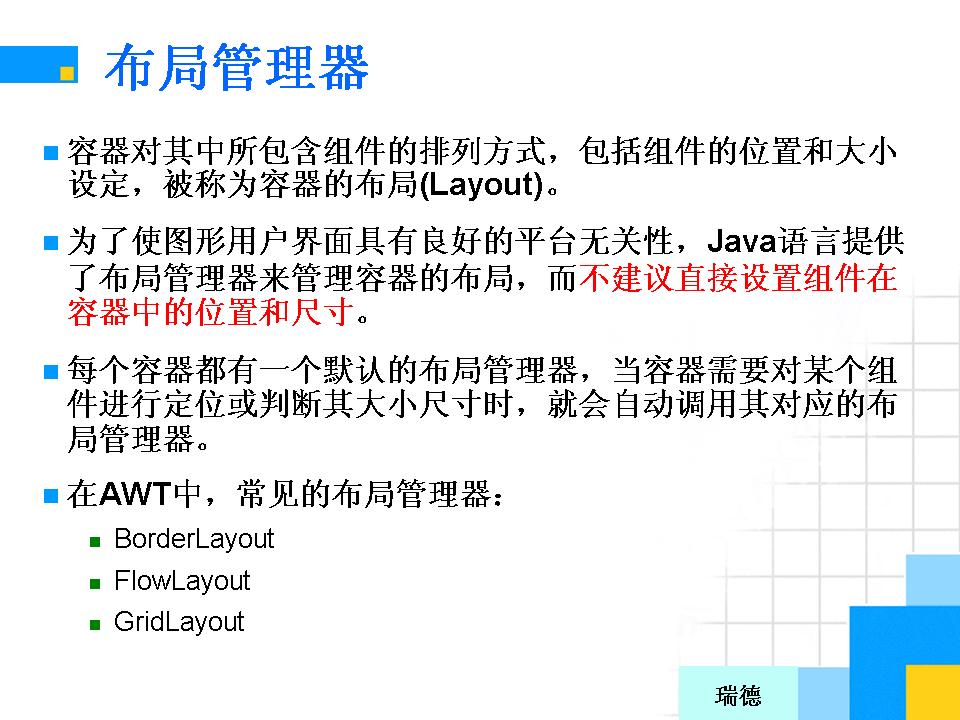 布局管理器
容器对其中所包含组件的排列方式，包括组件的位置和大小
设定，被称为容器的布局(Layout)。
为了使图形用户界面具有良好的平台无关性，Java语言提供
了布局管理器来管理容器的布局，而不建议直接设置组件在
容器中的位置和尺寸。
每个容器都有一个默认的布局管理器，当容器需要对某个组
件进行定位或判断其大小尺寸时，就会自动调用其对应的布
局管理器。
在AWT中，常见的布局管理器：
BorderLayout
FlowLayout
GridLayout
瑞德